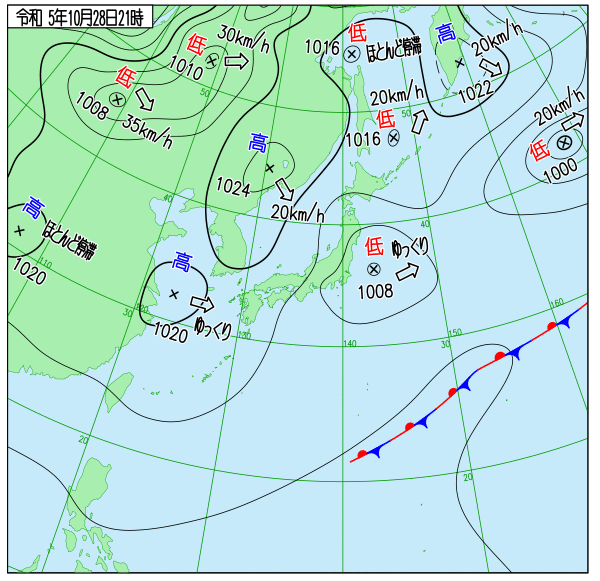 令和 5年10月28日21時
低
30km/h
1010
低
1008
35km/h
50
1016
低
ほとんど停滞
高
20km/h
1022
20km/h
低
1016
50
20km/h
低
1000
高
1024
20km/h
40
高
ほとんど停滞
1020
110
高
1020
ゆっくり
30
120
130
低
ゆっくり
1008
40
140
150
30
160
20
20